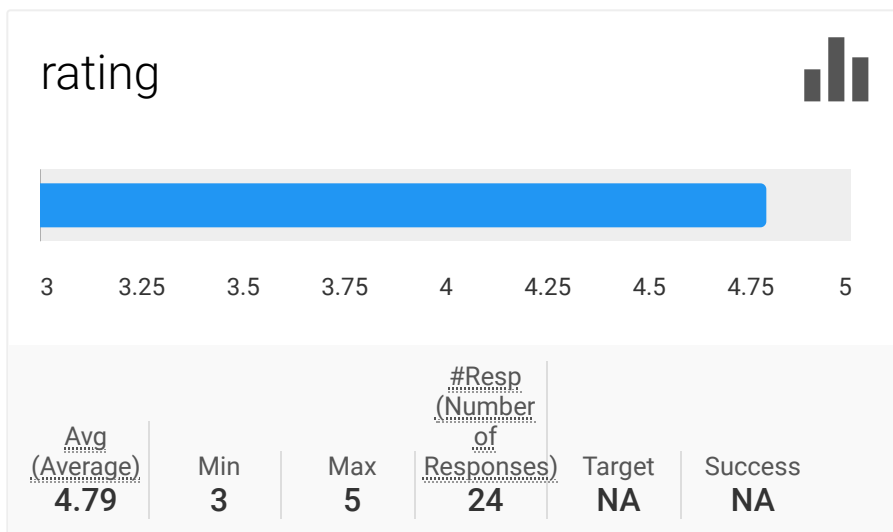 rating
3 3.25 3.5 3.75 4 4.25 4.5 4.75 5
Avg
(Average)
4.79
Min
3
Max
5
#Resp
(Number
of
Responses)
24
Target
NA
Success
NA